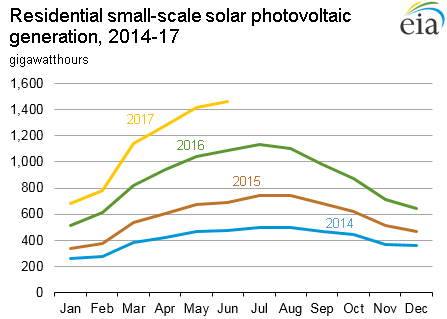 Residential small-scale solar photovoltaic
generation, 2014-17
eia
gigawatthours
1,600
1,400
1,200
1,000
800
600
400
200
0
2017
2016
2015
2014
Jan Feb Mar Apr May Jun Jul Aug Sep Oct Nov Dec